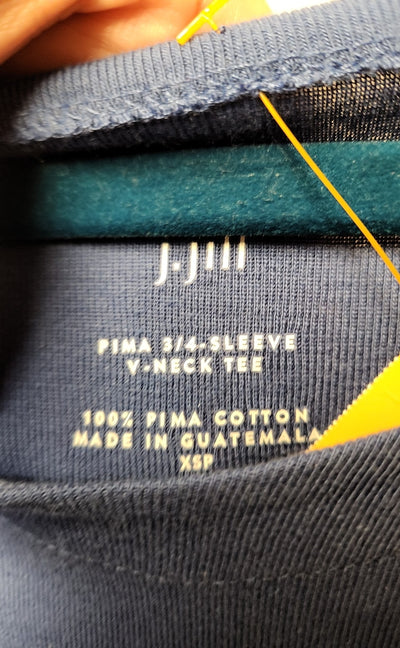 J.Jill
PIMA 3/4-SLEEVE
V-NECK TEE
100% PIMA COTTON
MADE IN GUATEMALA
XSP